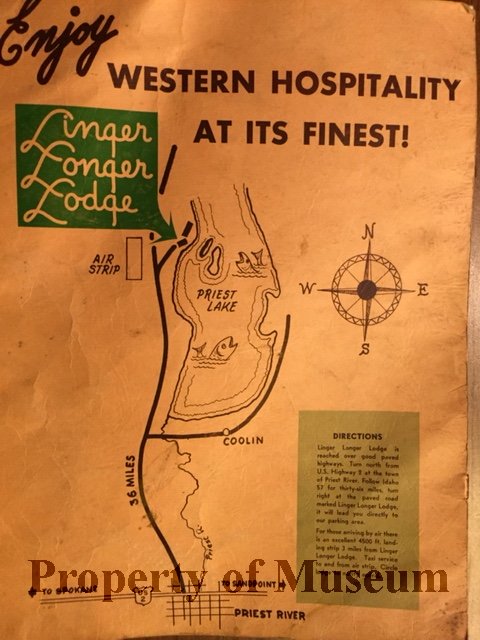 Enjoy
WESTERN HOSPITALITY
AT ITS FINEST!
Linger
Longer
Lodge
AIR
STRIP
PRIEST
LAKE
N
W E
S
COOLIN
36 MILES
Priest R.
DIRECTIONS
Linger Longer Lodge is
reached over good paved
highways. Turn north from
U.S. Highway 2 at the town
of Priest River. Follow Idaho
57 for thirty-six miles, turn
right at the paved road
marked Linger Longer Lodge,
it will lead you directly to
our parking area.
For those arriving by air there
is an excellent 4500 ft. land-
ing strip 3 miles from Linger
Longer Lodge. Taxi service
to and from air strip. Circle
Property of Museum
TO SPOKANE
US
2
TO SANDPOINT
PRIEST RIVER